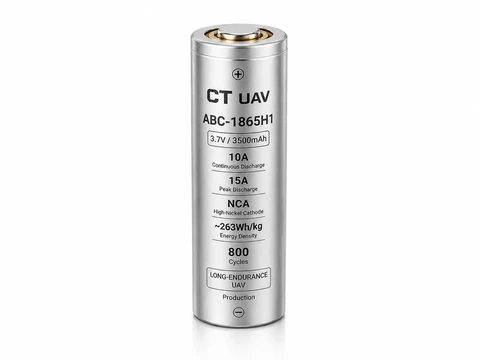 CT UAV
ABC-1865H1
3.7V / 3500mAh
10A
Continuous Discharge
15A
Peak Discharge
NCA
High-Nickel Cathode
~263Wh/kg
Energy Density
800
Cycles
LONG-ENDURANCE
UAV
Production